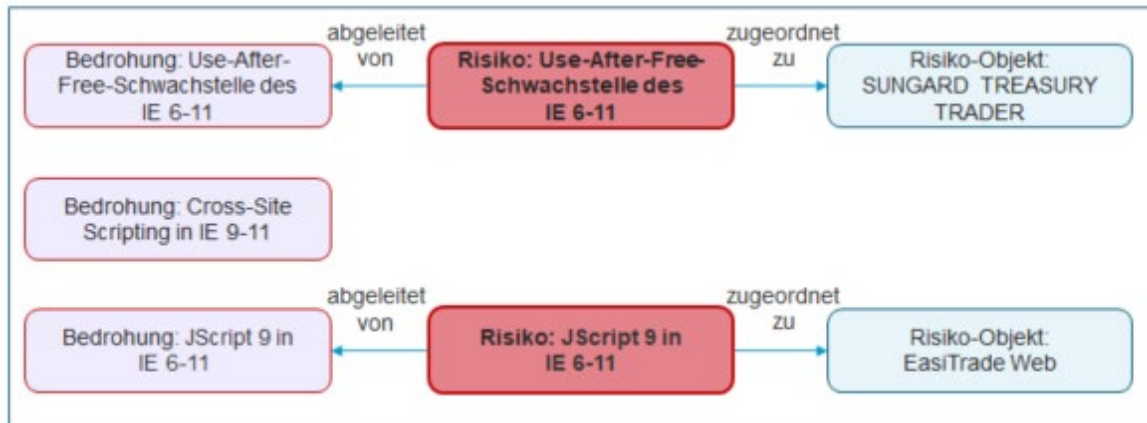 abgeleitet
von
zugeordnet
zu
Bedrohung: Use-After-
Free-Schwachstelle des
IE 6-11
Risiko: Use-After-Free-
Schwachstelle des
IE 6-11
Risiko-Objekt:
SUNGARD TREASURY
TRADER
Bedrohung: Cross-Site
Scripting in IE 9-11
abgeleitet
von
zugeordnet
zu
Bedrohung: JScript 9 in
IE 6-11
Risiko: JScript 9 in
IE 6-11
Risiko-Objekt:
EasiTrade Web